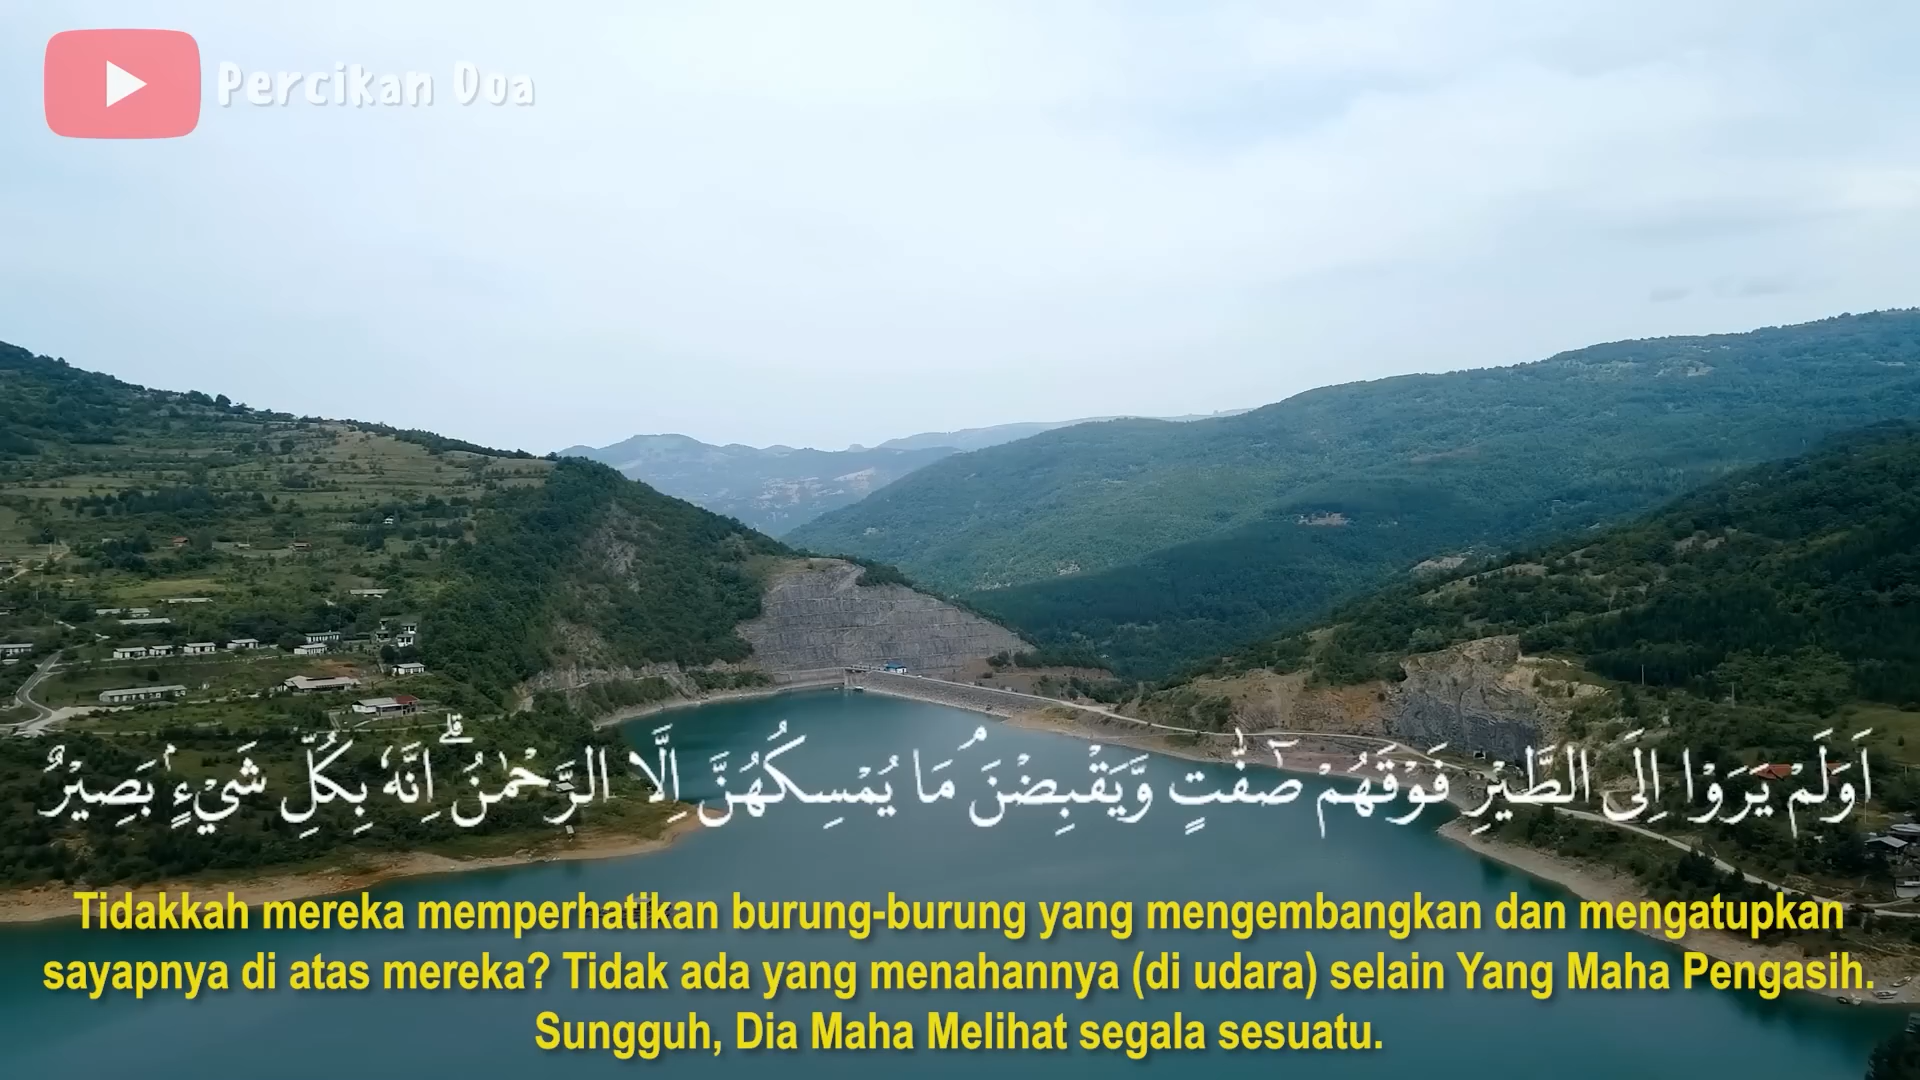 Percikan Doa
اَوَلَمْ يَرَوْا اِلَى الطَّيْرِ فَوْقَهُمْ صٰۤفّٰتٍ وَّيَقْبِضْنَۘ مَا يُمْسِكُهُنَّ اِلَّا الرَّحْمٰنُۗ اِنَّهٗ بِكُلِّ شَيْءٍۢ بَصِيْرٌ
Tidakkah mereka memperhatikan burung-burung yang mengembangkan dan mengatupkan
sayapnya di atas mereka? Tidak ada yang menahannya (di udara) selain Yang Maha Pengasih.
Sungguh, Dia Maha Melihat segala sesuatu.